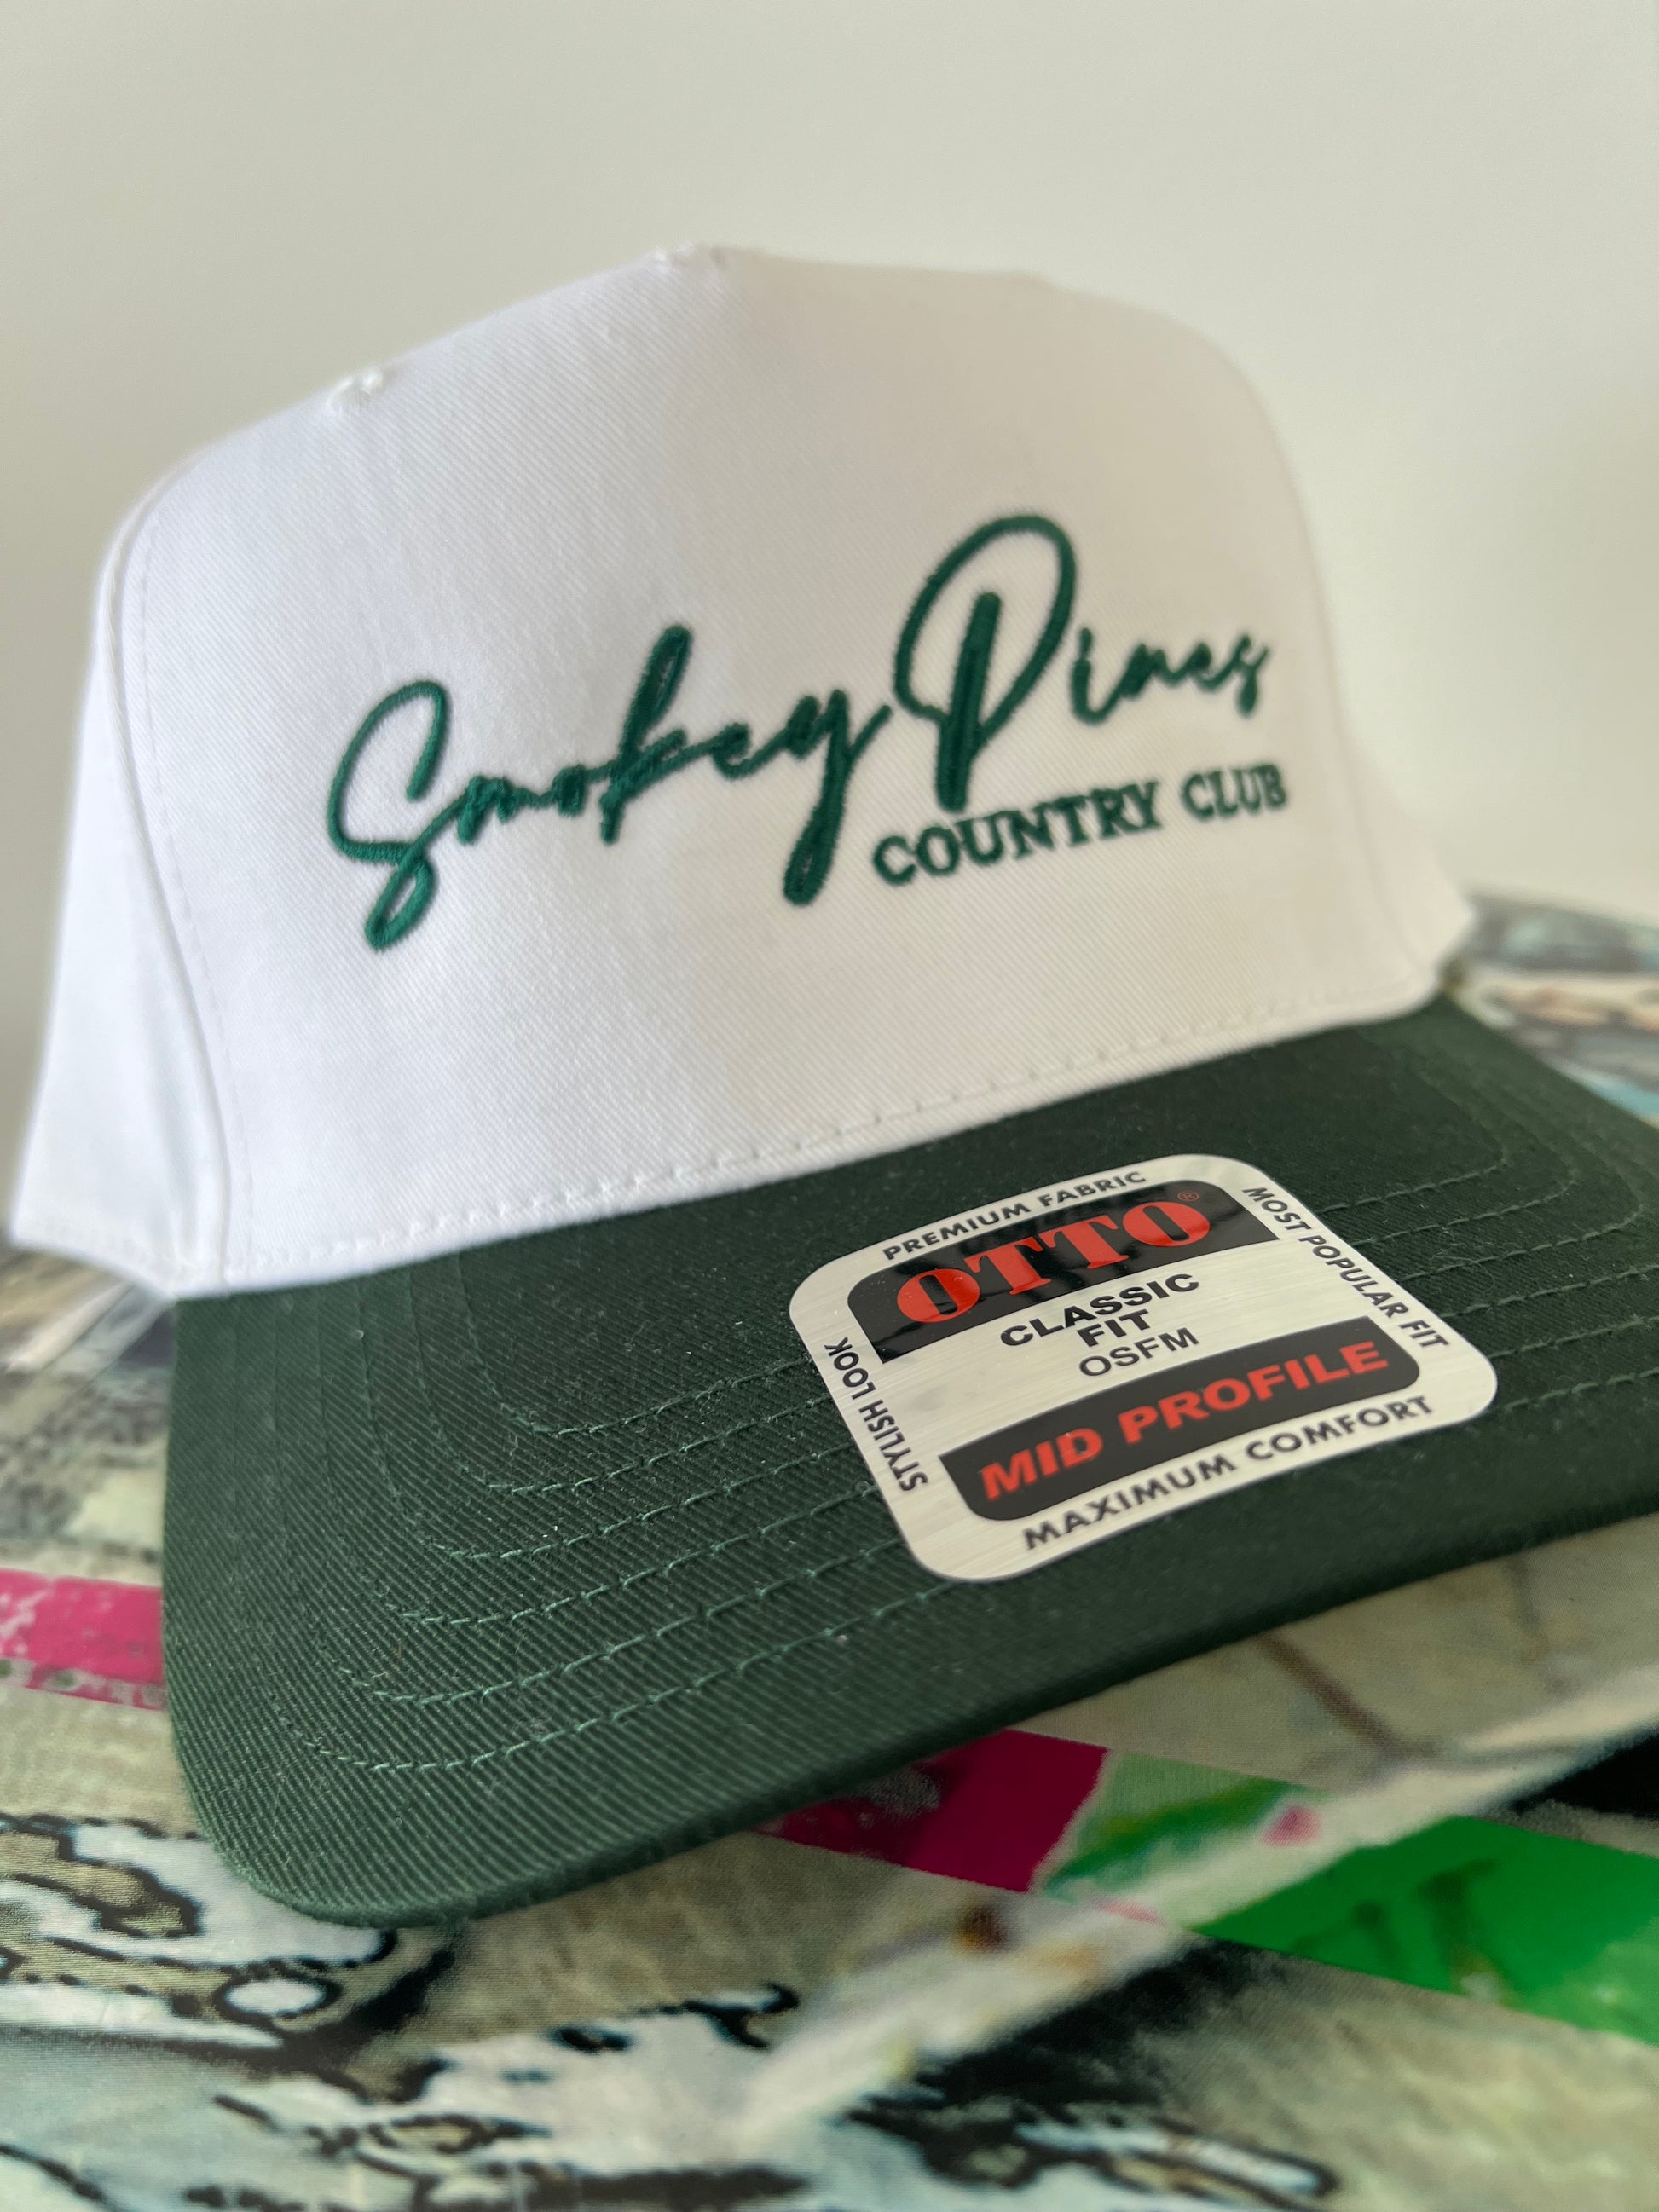 Smokey Pines
COUNTRY CLUB
PREMIUM FABRIC
OTTO®
CLASSIC
FIT
OSFM
MID PROFILE
MAXIMUM COMFORT
STYLISH LOOK
MOST POPULAR FIT